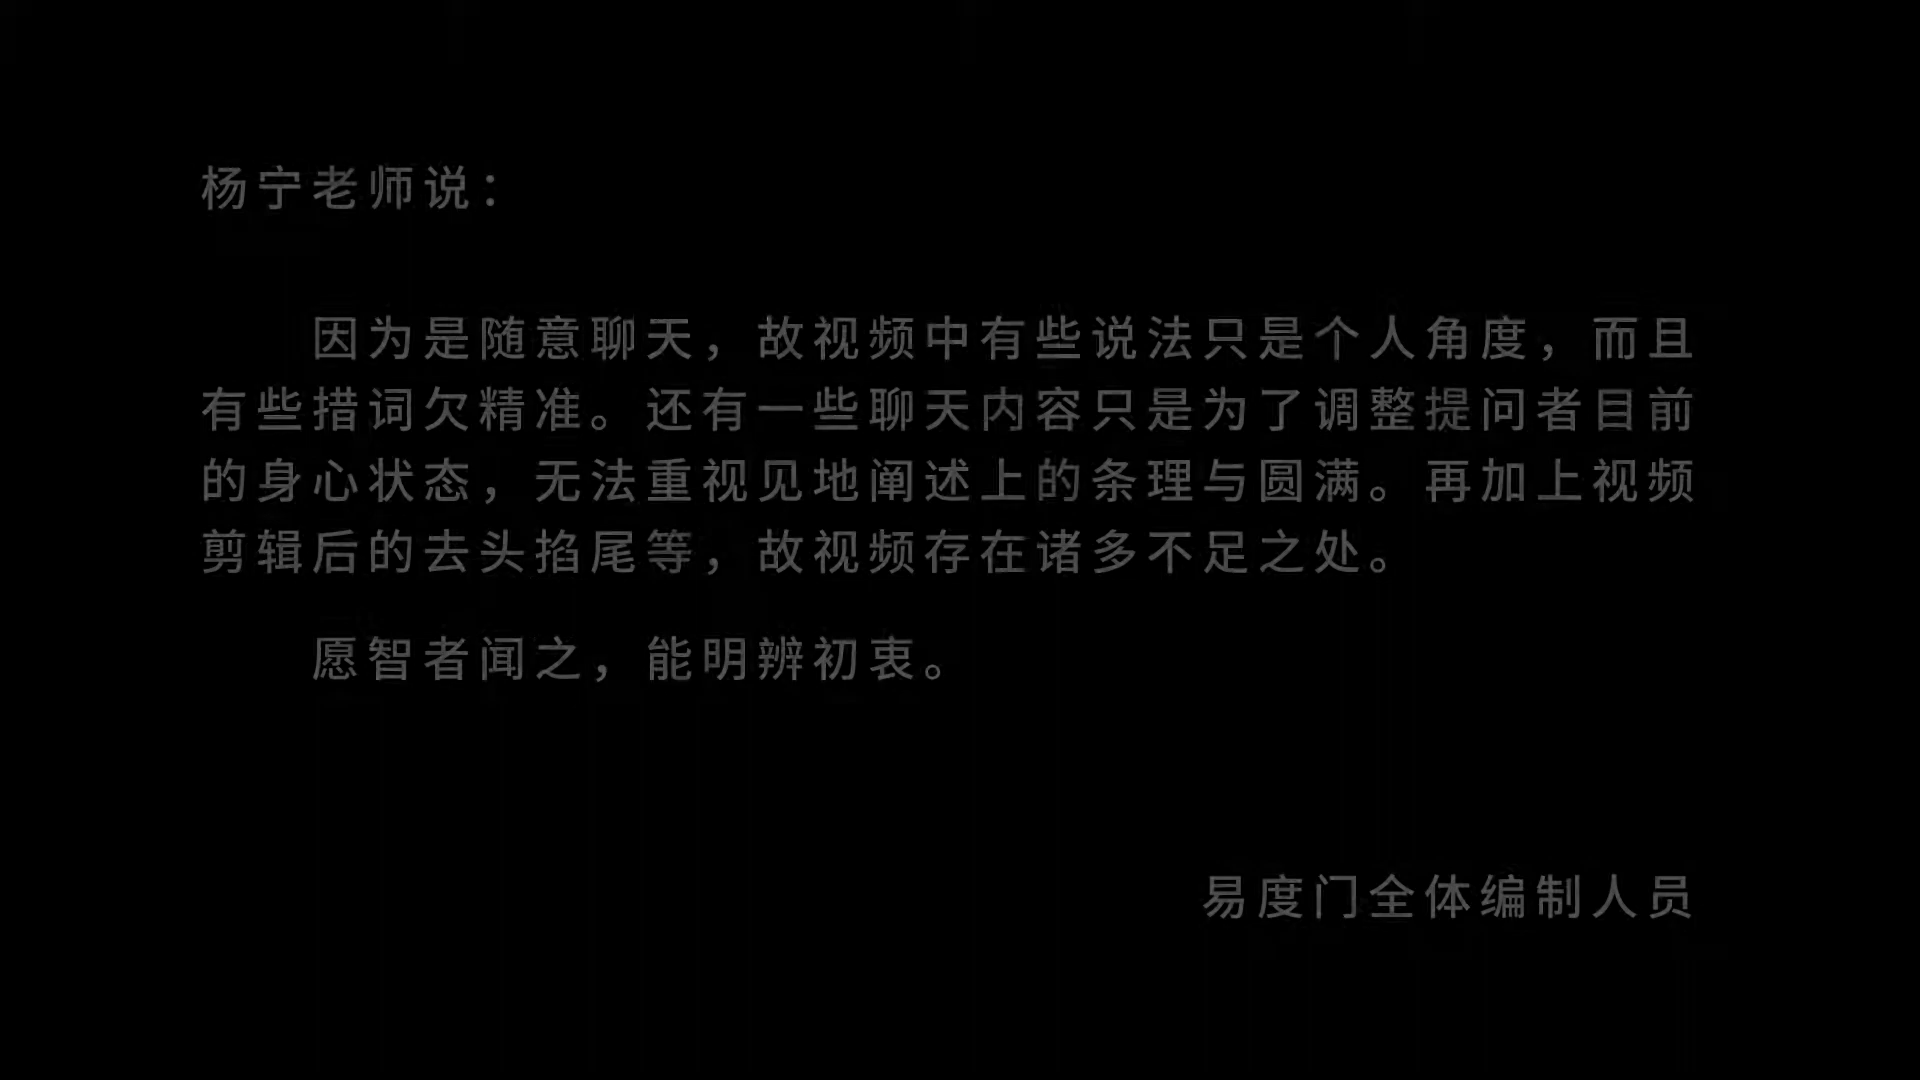 杨宁老师说：
因为是随意聊天，故视频中有些说法只是个人角度，而且
有些措词欠精准。还有一些聊天内容只是为了调整提问者目前
的身心状态，无法重视见地阐述上的条理与圆满。再加上视频
剪辑后的去头掐尾等，故视频存在诸多不足之处。
愿智者闻之，能明辨初衷。
易度门全体编制人员